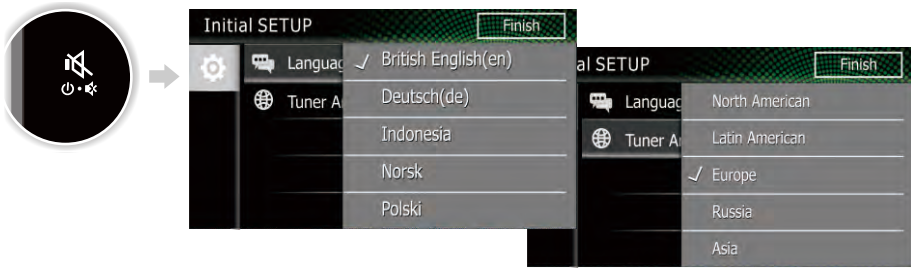 Initial SETUP
Finish
Languag
British English(en)
Tuner A
Deutsch(de)
Indonesia
Norsk
Polski
al SETUP
Finish
Languag
North American
Tuner A
Latin American
Europe
Russia
Asia